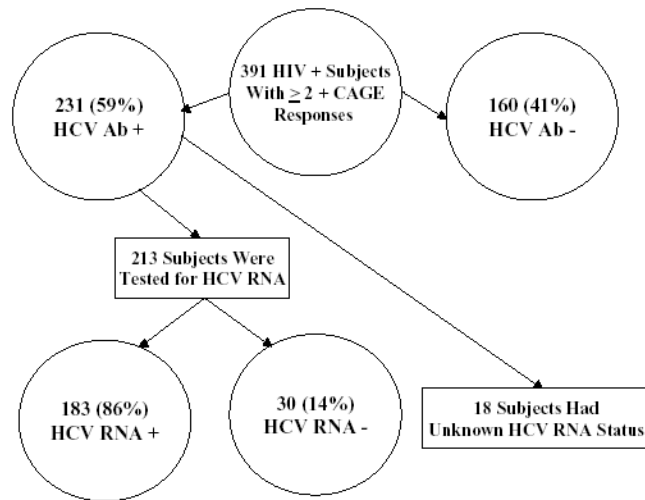 391 HIV + Subjects
With ≥ 2 + CAGE
Responses
231 (59%)
HCV Ab +
160 (41%)
HCV Ab -
213 Subjects Were
Tested for HCV RNA
183 (86%)
HCV RNA +
30 (14%)
HCV RNA -
18 Subjects Had
Unknown HCV RNA Status